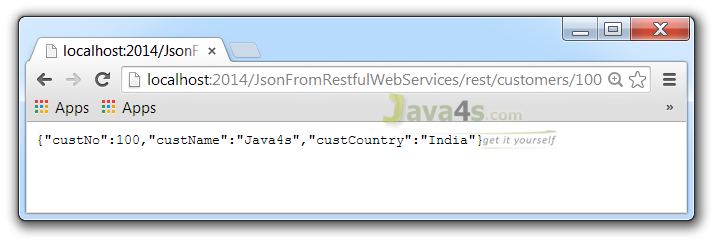 localhost:2014/JsonF
localhost:2014/JsonFromRestfulWebServices/rest/customers/100
Apps Apps »
Java4s.com
{"custNo":100,"custName":"Java4s","custCountry":"India"}
get it yourself